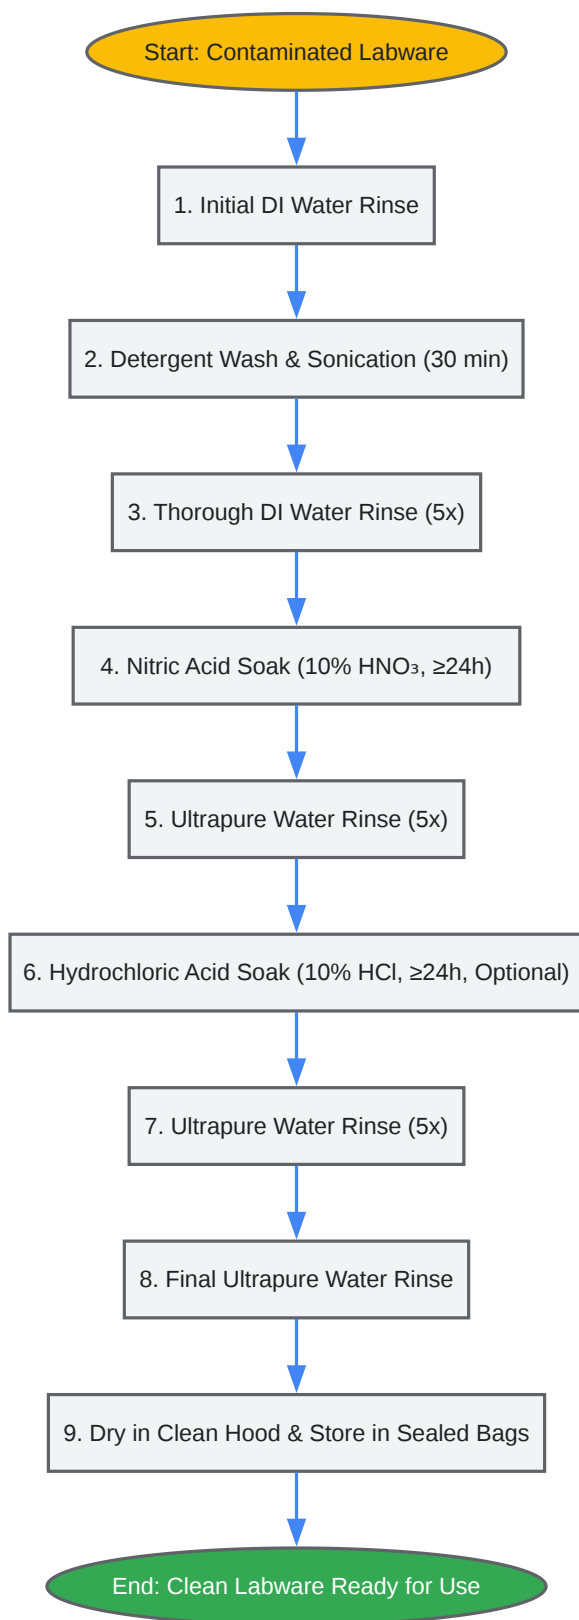 Start: Contaminated Labware
1. Initial DI Water Rinse
2. Detergent Wash & Sonication (30 min)
3. Thorough DI Water Rinse (5x)
4. Nitric Acid Soak (10% HNO₃, ≥24h)
5. Ultrapure Water Rinse (5x)
6. Hydrochloric Acid Soak (10% HCl, ≥24h, Optional)
7. Ultrapure Water Rinse (5x)
8. Final Ultrapure Water Rinse
9. Dry in Clean Hood & Store in Sealed Bags
End: Clean Labware Ready for Use